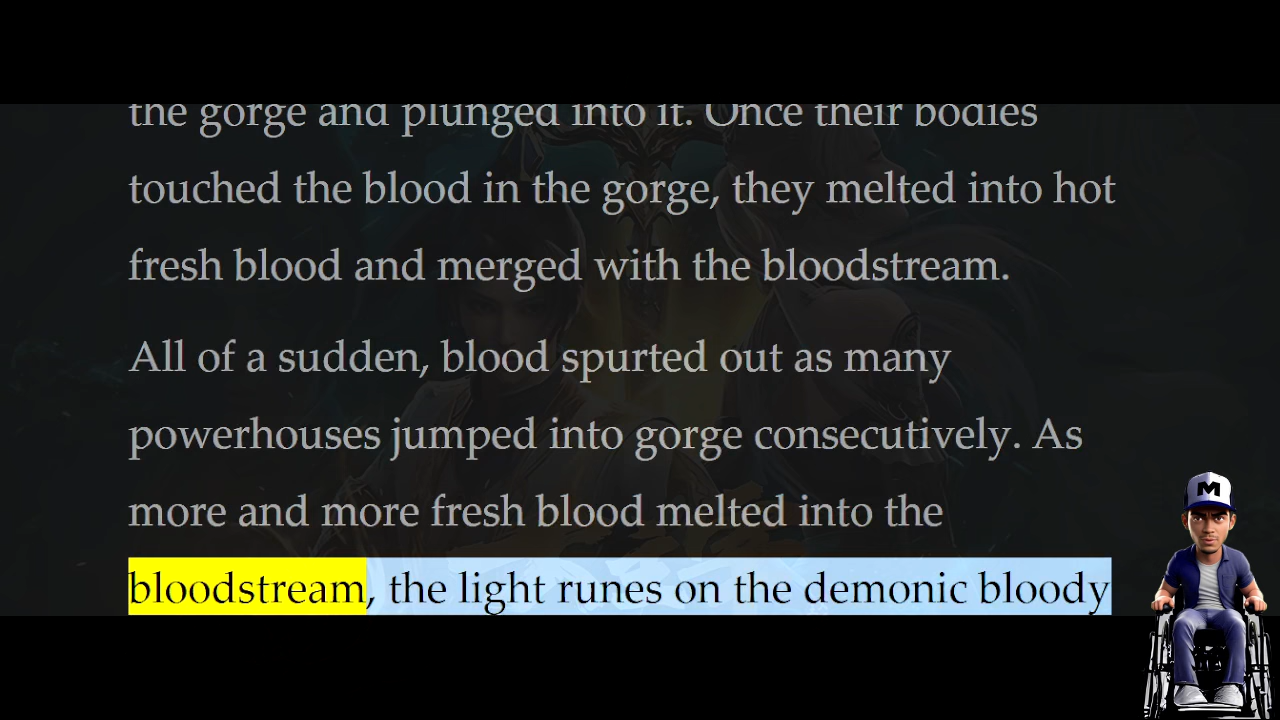 the gorge and plunged into it. Once their bodies
touched the blood in the gorge, they melted into hot
fresh blood and merged with the bloodstream.
All of a sudden, blood spurted out as many
powerhouses jumped into gorge consecutively. As
more and more fresh blood melted into the
bloodstream, the light runes on the demonic bloody
M